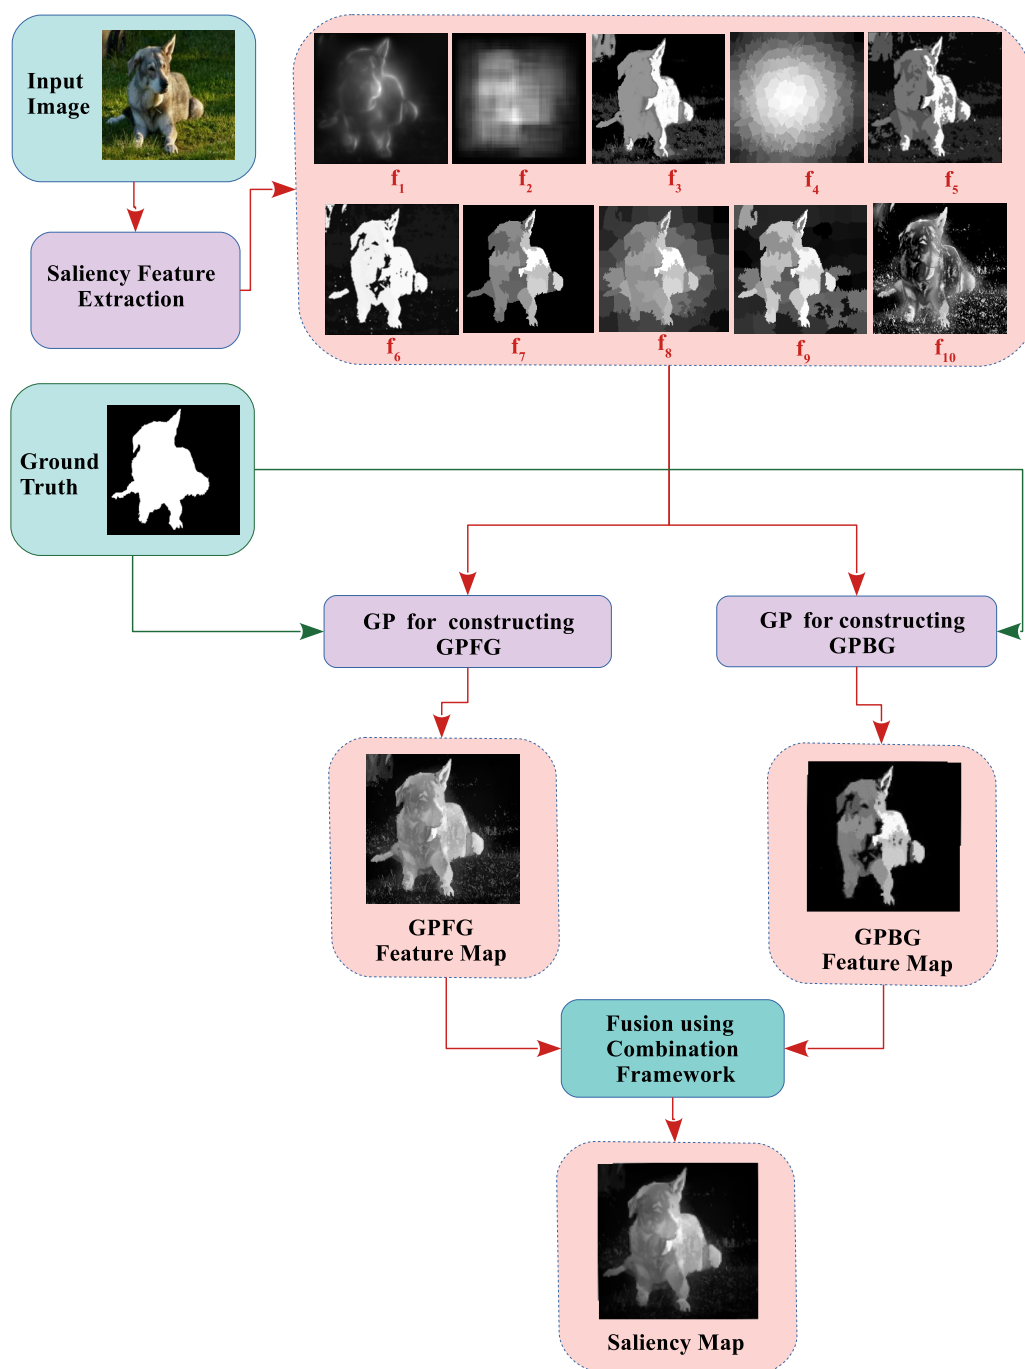 Input
Image
f1
f2
f3
f4
f5
Saliency Feature
Extraction
f6
f7
f8
f9
f10
Ground
Truth
GP for constructing
GPFG
GP for constructing
GPBG
GPFG
Feature Map
GPBG
Feature Map
Fusion using
Combination
Framework
Saliency Map